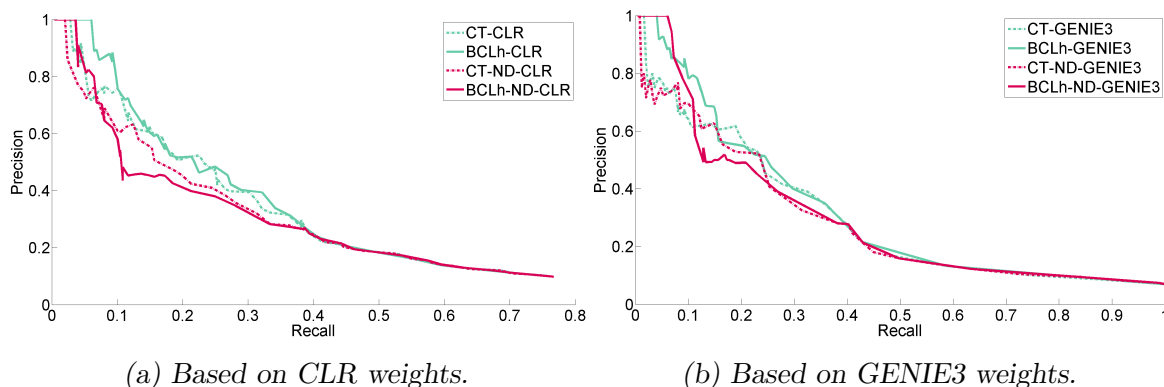 1
0.8
0.6
0.4
0.2
0
Precision
0 0.1 0.2 0.3 0.4 0.5 0.6 0.7 0.8
Recall
CT-CLR
BCLh-CLR
CT-ND-CLR
BCLh-ND-CLR
(a) Based on CLR weights.
1
0.8
0.6
0.4
0.2
0
Precision
0 0.1 0.2 0.3 0.4 0.5 0.6 0.7 0.8 0.9 1
Recall
CT-GENIE3
BCLh-GENIE3
CT-ND-GENIE3
BCLh-ND-GENIE3
(b) Based on GENIE3 weights.